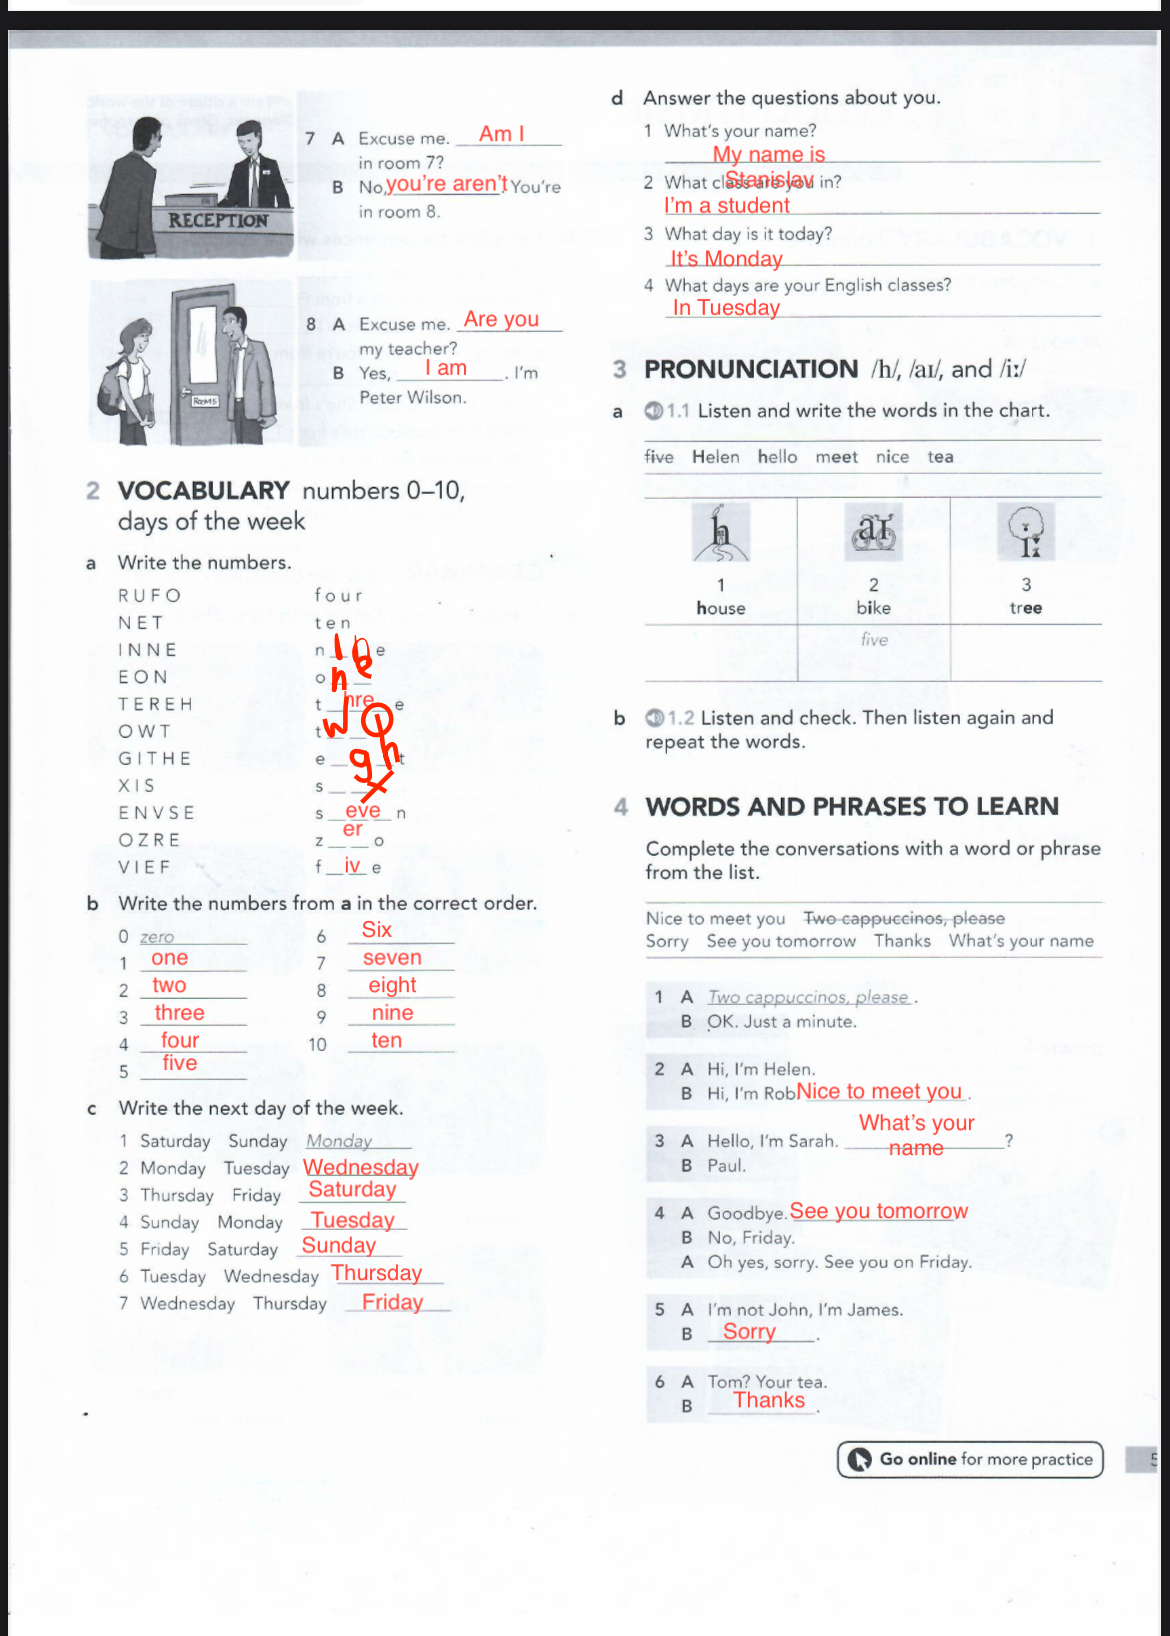 7 A Excuse me. Am I
in room 7?
B No, you're aren't. You're
in room 8.
RECEPTION
8 A Excuse me. Are you
my teacher?
B Yes, I am. I'm
Peter Wilson.
ROOM 5
2 VOCABULARY numbers 0–10,
days of the week
a Write the numbers.
RUFO four
NET ten
INNE n i n e
EON o n e
TEREH t hre e
OWT t w o
GITHE e _ g h t
XIS s _ x
ENVSE s eve n
OZRE z er o
VIEF f iv e
b Write the numbers from a in the correct order.
0 zero 6 Six
1 one 7 seven
2 two 8 eight
3 three 9 nine
4 four 10 ten
5 five
c Write the next day of the week.
1 Saturday Sunday Monday
2 Monday Tuesday Wednesday
3 Thursday Friday Saturday
4 Sunday Monday Tuesday
5 Friday Saturday Sunday
6 Tuesday Wednesday Thursday
7 Wednesday Thursday Friday
d Answer the questions about you.
1 What's your name?
My name is
Stanislav
2 What class are you in?
I'm a student
3 What day is it today?
It's Monday
4 What days are your English classes?
In Tuesday
3 PRONUNCIATION /h/, /aɪ/, and /iː/
a 1.1 Listen and write the words in the chart.
five Helen hello meet nice tea
h aɪ iː
1 2 3
house bike tree
five
b 1.2 Listen and check. Then listen again and
repeat the words.
4 WORDS AND PHRASES TO LEARN
Complete the conversations with a word or phrase
from the list.
Nice to meet you Two cappuccinos, please
Sorry See you tomorrow Thanks What's your name
1 A Two cappuccinos, please.
B OK. Just a minute.
2 A Hi, I'm Helen.
B Hi, I'm Rob Nice to meet you.
3 A Hello, I'm Sarah. What's your
name?
B Paul.
4 A Goodbye. See you tomorrow
B No, Friday.
A Oh yes, sorry. See you on Friday.
5 A I'm not John, I'm James.
B Sorry.
6 A Tom? Your tea.
B Thanks.
Go online for more practice
5